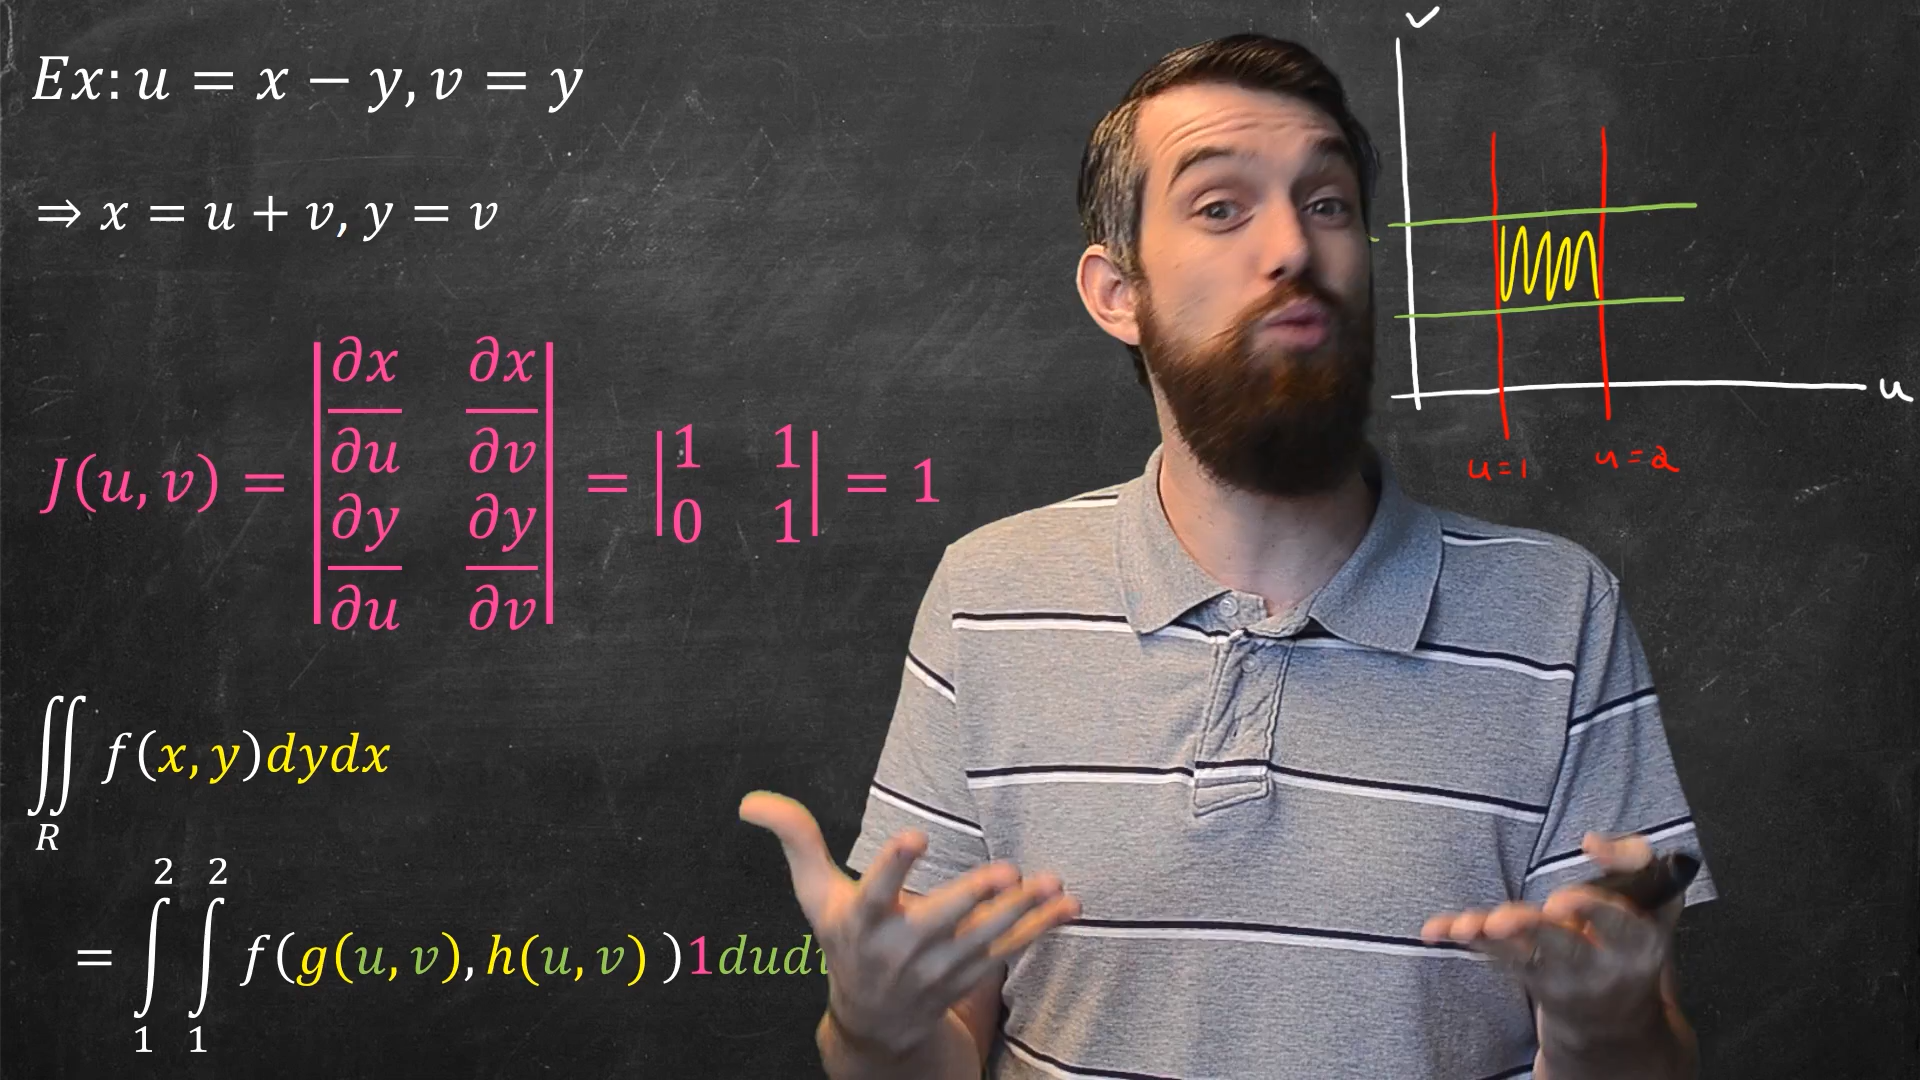 Ex: u = x − y, v = y
⇒ x = u + v, y = v
J(u, v) = |∂x/∂u ∂x/∂v; ∂y/∂u ∂y/∂v| = |1 1; 0 1| = 1
∬_R f(x, y)dydx
= ∫_1^2 ∫_1^2 f(g(u, v), h(u, v) )1dud
v
u
u=1 u=2